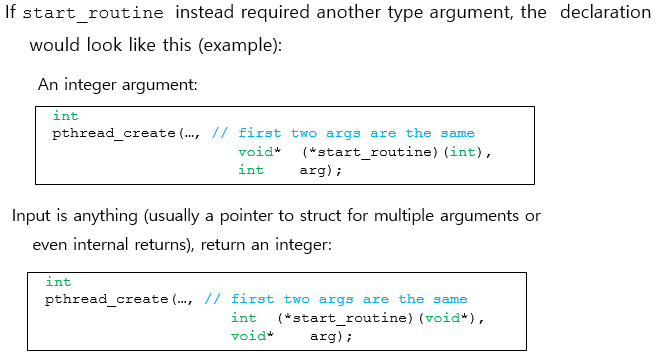 If start_routine instead required another type argument, the declaration
would look like this (example):
An integer argument:
int
pthread_create(…, // first two args are the same
void* (*start_routine)(int),
int arg);
Input is anything (usually a pointer to struct for multiple arguments or
even internal returns), return an integer:
int
pthread_create(…, // first two args are the same
int (*start_routine)(void*),
void* arg);